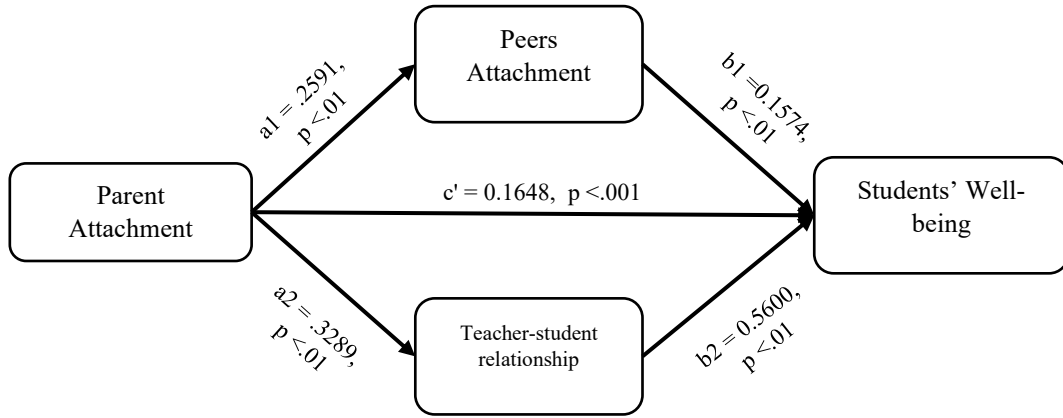 Peers
Attachment
a1 = .2591,
p <.01
b1 =0.1574,
p <.01
Parent
Attachment
c' = 0.1648, p <.001
Students’ Well-
being
a2 = .3289,
p <.01
Teacher-student
relationship
b2 = 0.5600,
p <.01